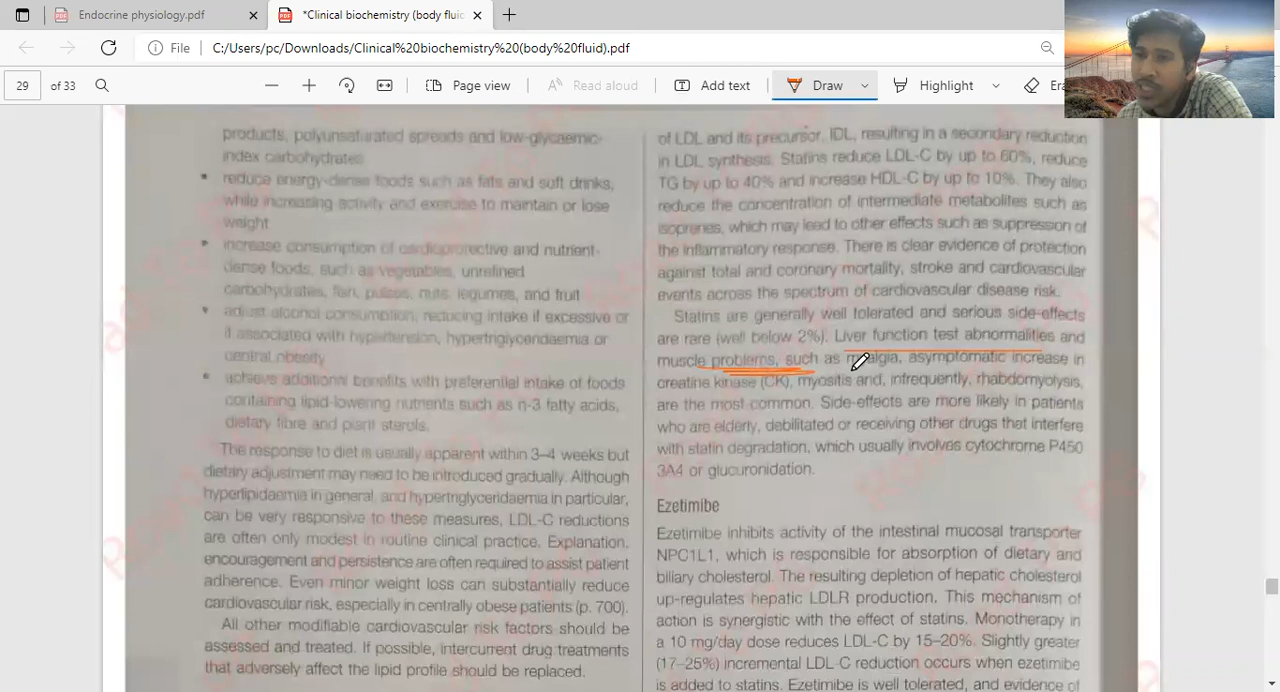 Endocrine physiology.pdf
*Clinical biochemistry (body fluid
File
C:/Users/pc/Downloads/Clinical%20biochemistry%20(body%20fluid).pdf
29 of 33
Page view
Read aloud
Add text
Draw
Highlight
Era
products, polyunsaturated spreads and low-glycaemic-
index carbohydrates
• reduce energy-dense foods such as fats and soft drinks,
while increasing activity and exercise to maintain or lose
weight
• increase consumption of cardioprotective and nutrient-
dense foods, such as vegetables, unrefined
carbohydrates, fish, pulses, nuts, legumes, and fruit
• adjust alcohol consumption, reducing intake if excessive or
if associated with hypertension, hypertriglyceridaemia or
central obesity
• achieve additional benefits with preferential intake of foods
containing lipid-lowering nutrients such as n-3 fatty acids,
dietary fibre and plant sterols.
The response to diet is usually apparent within 3–4 weeks but
dietary adjustment may need to be introduced gradually. Although
hyperlipidaemia in general, and hypertriglyceridaemia in particular,
can be very responsive to these measures, LDL-C reductions
are often only modest in routine clinical practice. Explanation,
encouragement and persistence are often required to assist patient
adherence. Even minor weight loss can substantially reduce
cardiovascular risk, especially in centrally obese patients (p. 700).
All other modifiable cardiovascular risk factors should be
assessed and treated. If possible, intercurrent drug treatments
that adversely affect the lipid profile should be replaced.
of LDL and its precursor, IDL, resulting in a secondary reduction
in LDL synthesis. Statins reduce LDL-C by up to 60%, reduce
TG by up to 40% and increase HDL-C by up to 10%. They also
reduce the concentration of intermediate metabolites such as
isoprenes, which may lead to other effects such as suppression of
the inflammatory response. There is clear evidence of protection
against total and coronary mortality, stroke and cardiovascular
events across the spectrum of cardiovascular disease risk.
Statins are generally well tolerated and serious side-effects
are rare (well below 2%). Liver function test abnormalities and
muscle problems, such as myalgia, asymptomatic increase in
creatine kinase (CK), myositis and, infrequently, rhabdomyolysis,
are the most common. Side-effects are more likely in patients
who are elderly, debilitated or receiving other drugs that interfere
with statin degradation, which usually involves cytochrome P450
3A4 or glucuronidation.
Ezetimibe
Ezetimibe inhibits activity of the intestinal mucosal transporter
NPC1L1, which is responsible for absorption of dietary and
biliary cholesterol. The resulting depletion of hepatic cholesterol
up-regulates hepatic LDLR production. This mechanism of
action is synergistic with the effect of statins. Monotherapy in
a 10 mg/day dose reduces LDL-C by 15–20%. Slightly greater
(17–25%) incremental LDL-C reduction occurs when ezetimibe
is added to statins. Ezetimibe is well tolerated, and evidence of